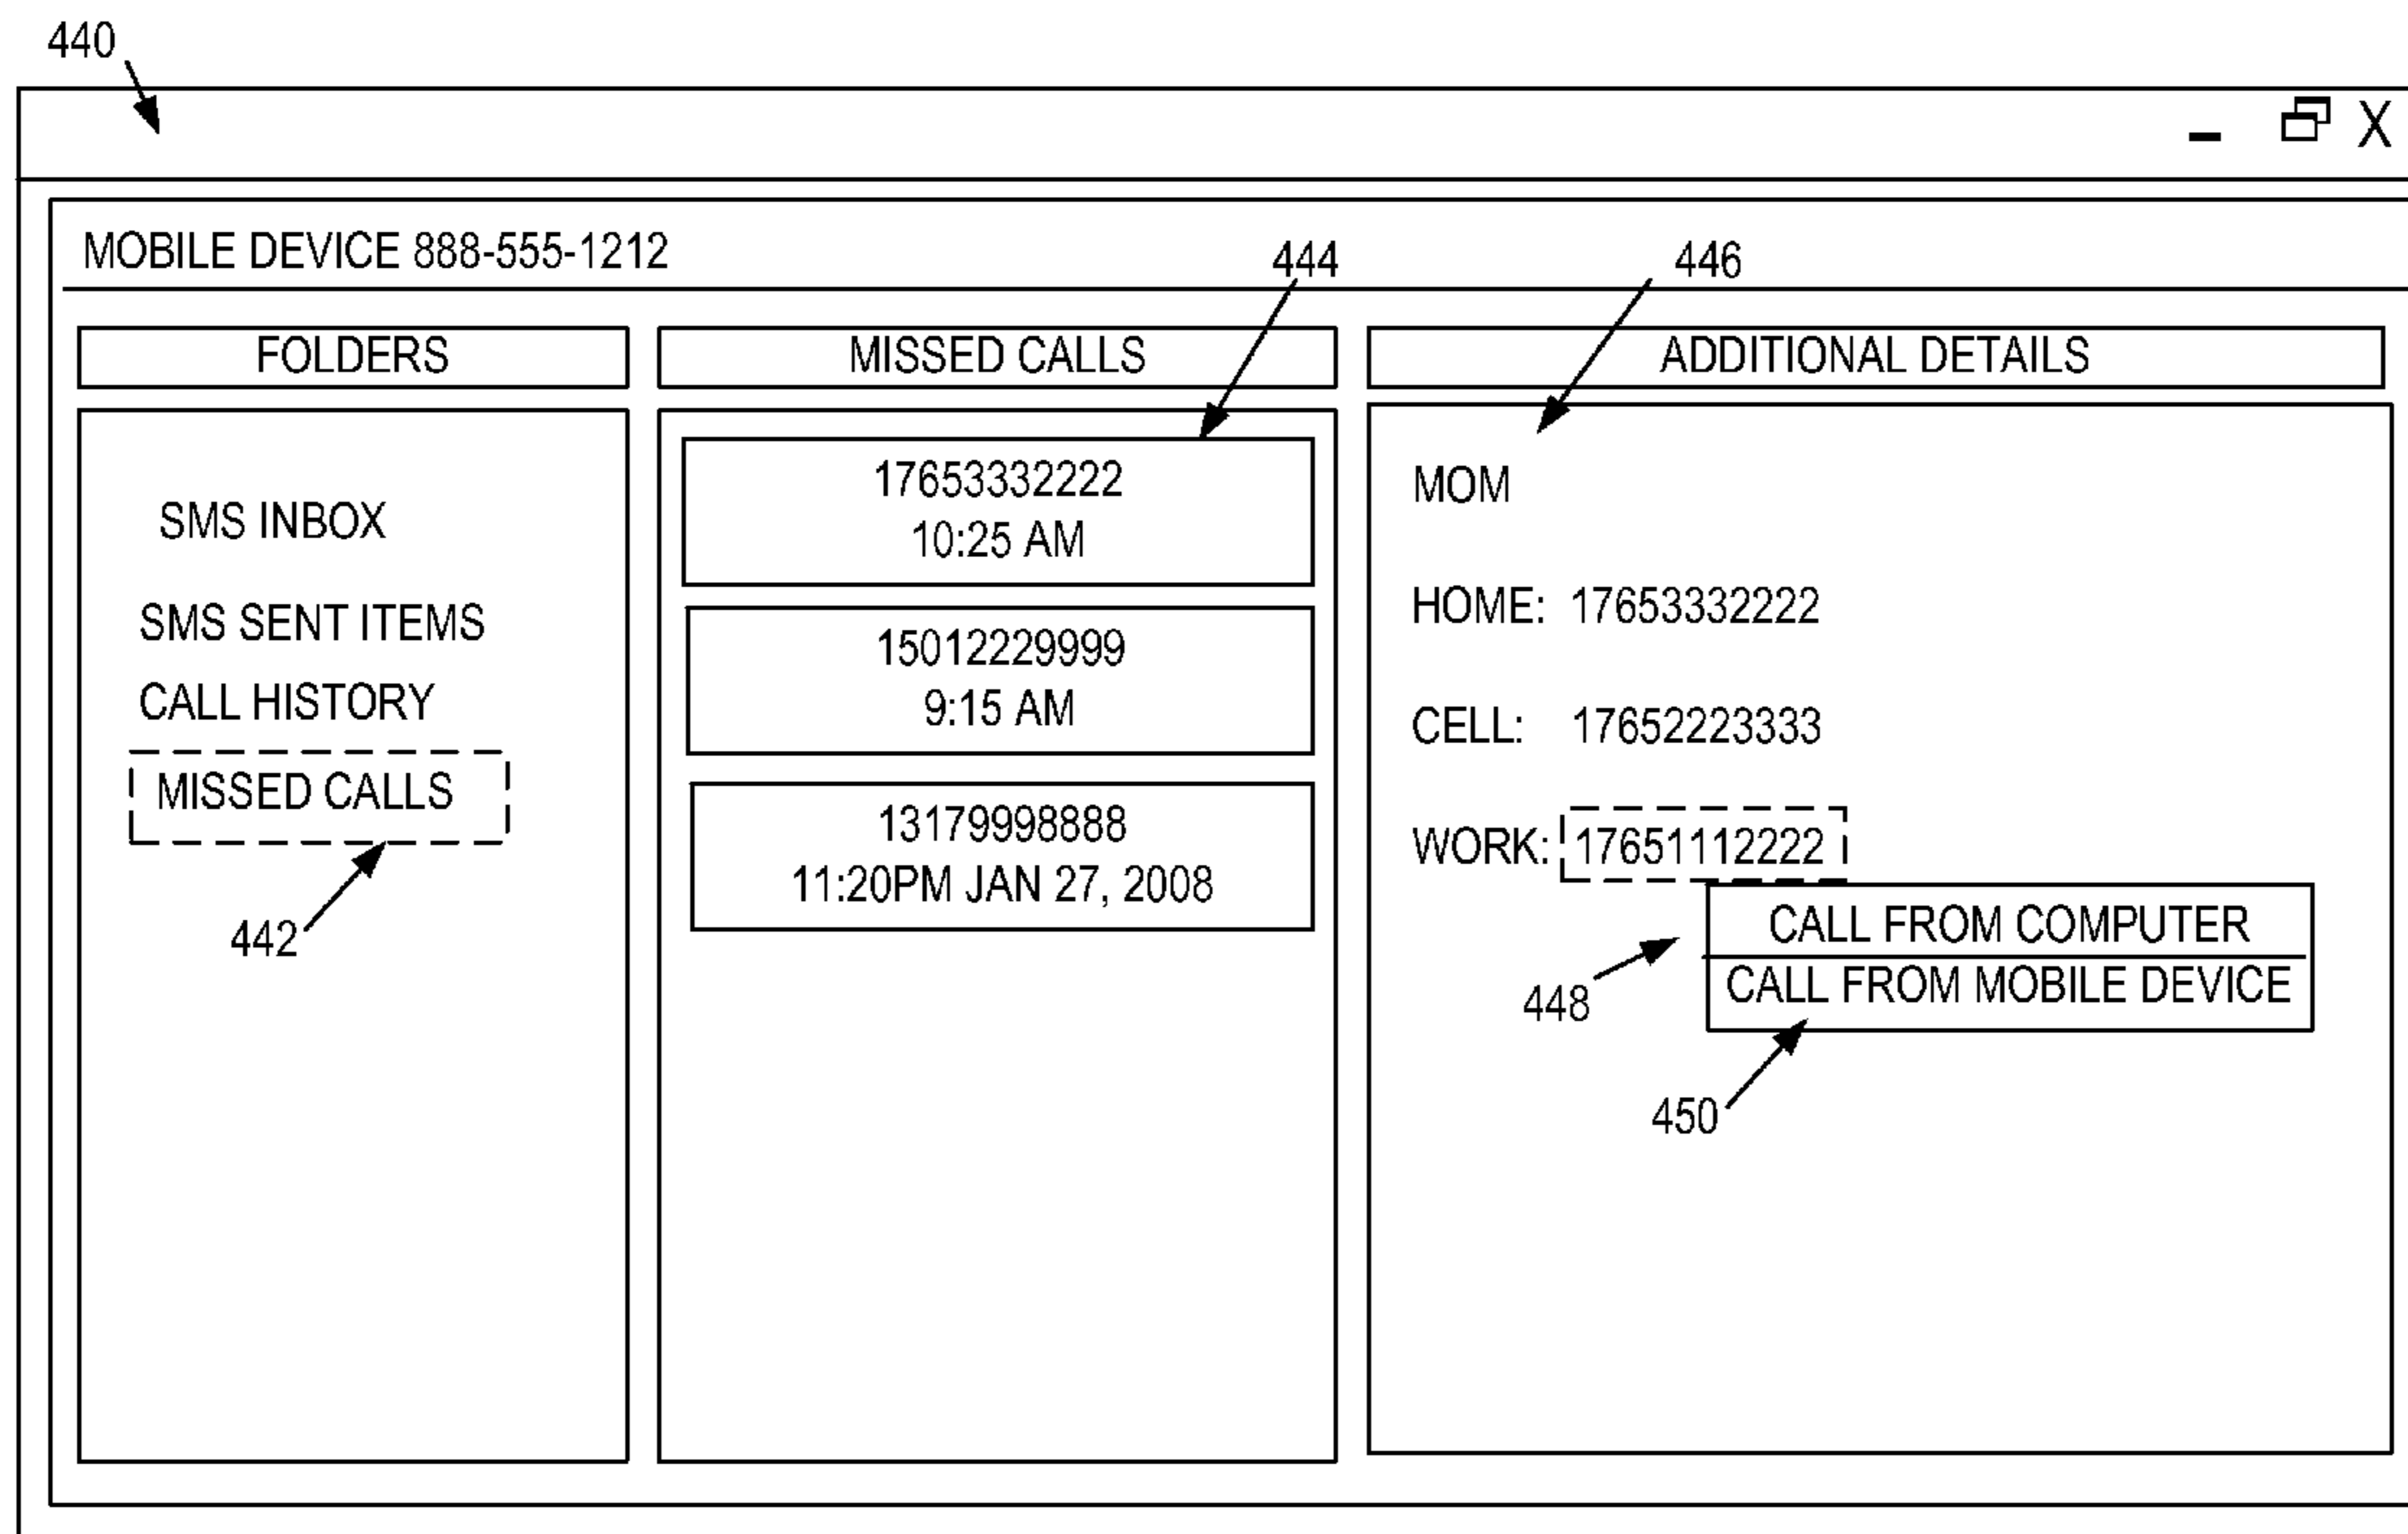 440
X
MOBILE DEVICE 888-555-1212
444
446
FOLDERS
MISSED CALLS
ADDITIONAL DETAILS
SMS INBOX
SMS SENT ITEMS
CALL HISTORY
MISSED CALLS
442
17653332222
10:25 AM
15012229999
9:15 AM
13179998888
11:20PM JAN 27, 2008
MOM
HOME: 17653332222
CELL: 17652223333
WORK: 17651112222
CALL FROM COMPUTER
CALL FROM MOBILE DEVICE
448
450